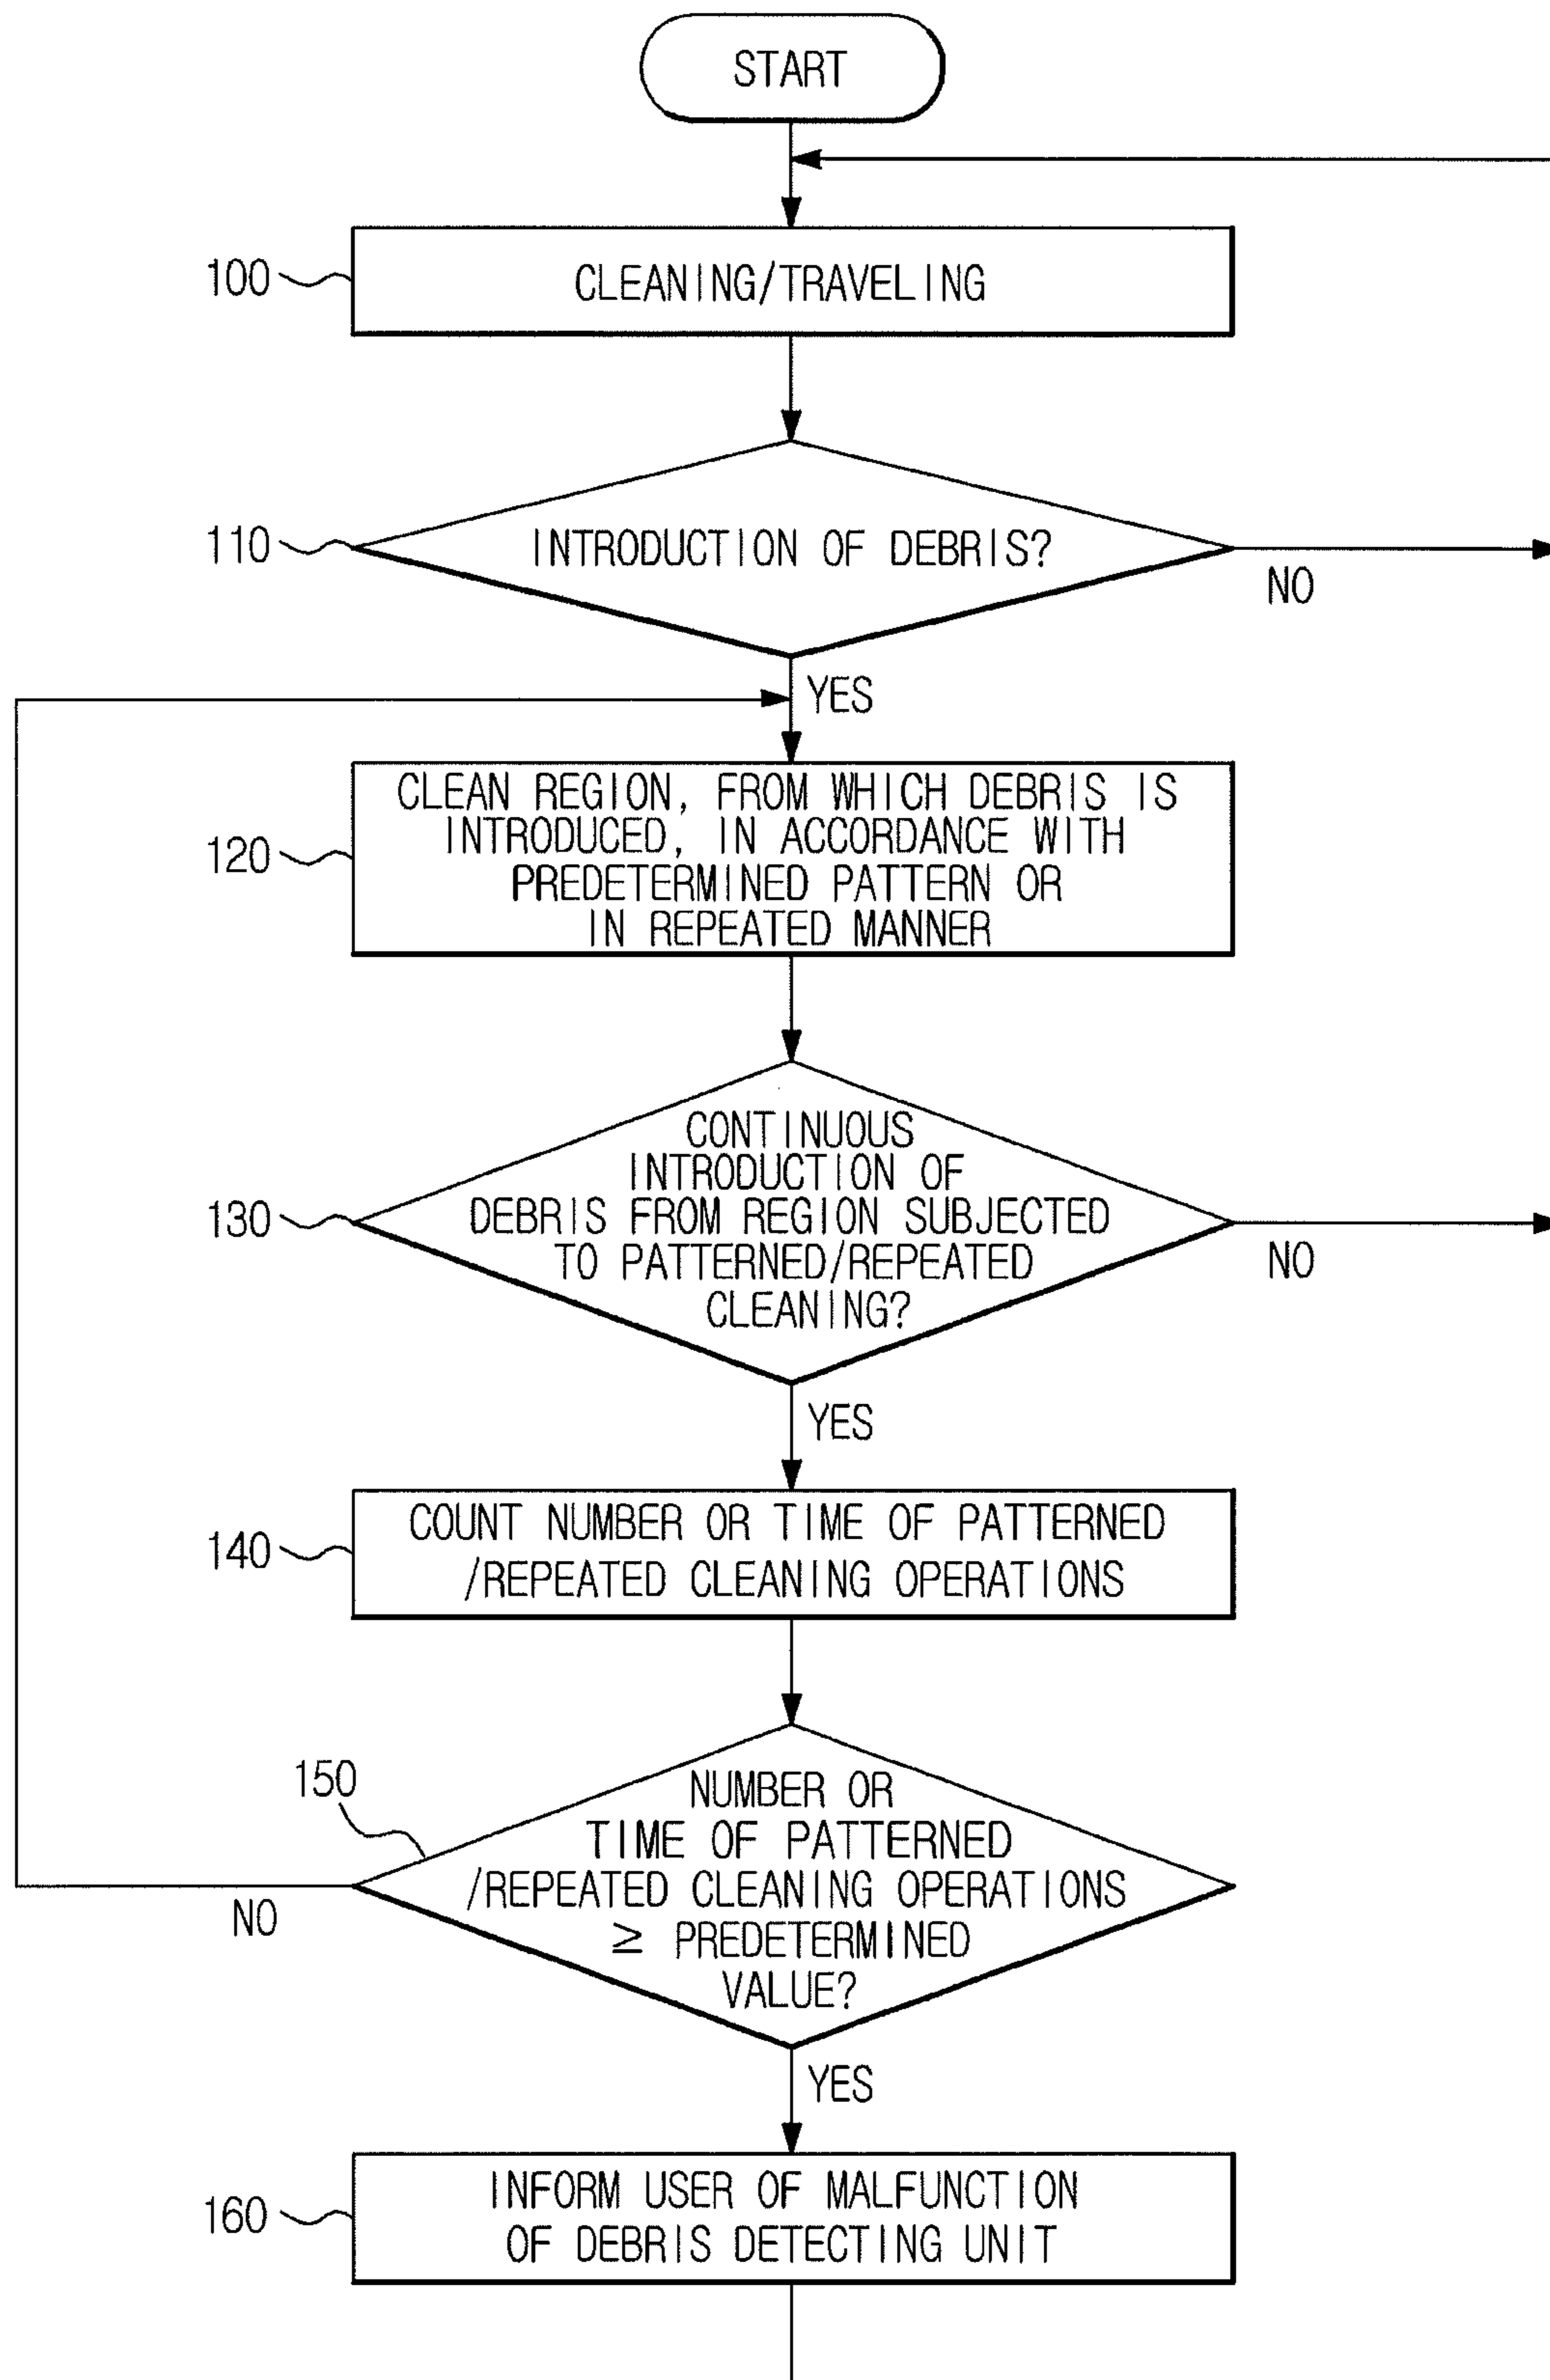 START
100
CLEANING/TRAVELING
110
INTRODUCTION OF DEBRIS?
NO
YES
120
CLEAN REGION, FROM WHICH DEBRIS IS
INTRODUCED, IN ACCORDANCE WITH
PREDETERMINED PATTERN OR
IN REPEATED MANNER
130
CONTINUOUS
INTRODUCTION OF
DEBRIS FROM REGION SUBJECTED
TO PATTERNED/REPEATED
CLEANING?
NO
YES
140
COUNT NUMBER OR TIME OF PATTERNED
/REPEATED CLEANING OPERATIONS
150
NUMBER OR
TIME OF PATTERNED
/REPEATED CLEANING OPERATIONS
≥ PREDETERMINED
VALUE?
NO
YES
160
INFORM USER OF MALFUNCTION
OF DEBRIS DETECTING UNIT